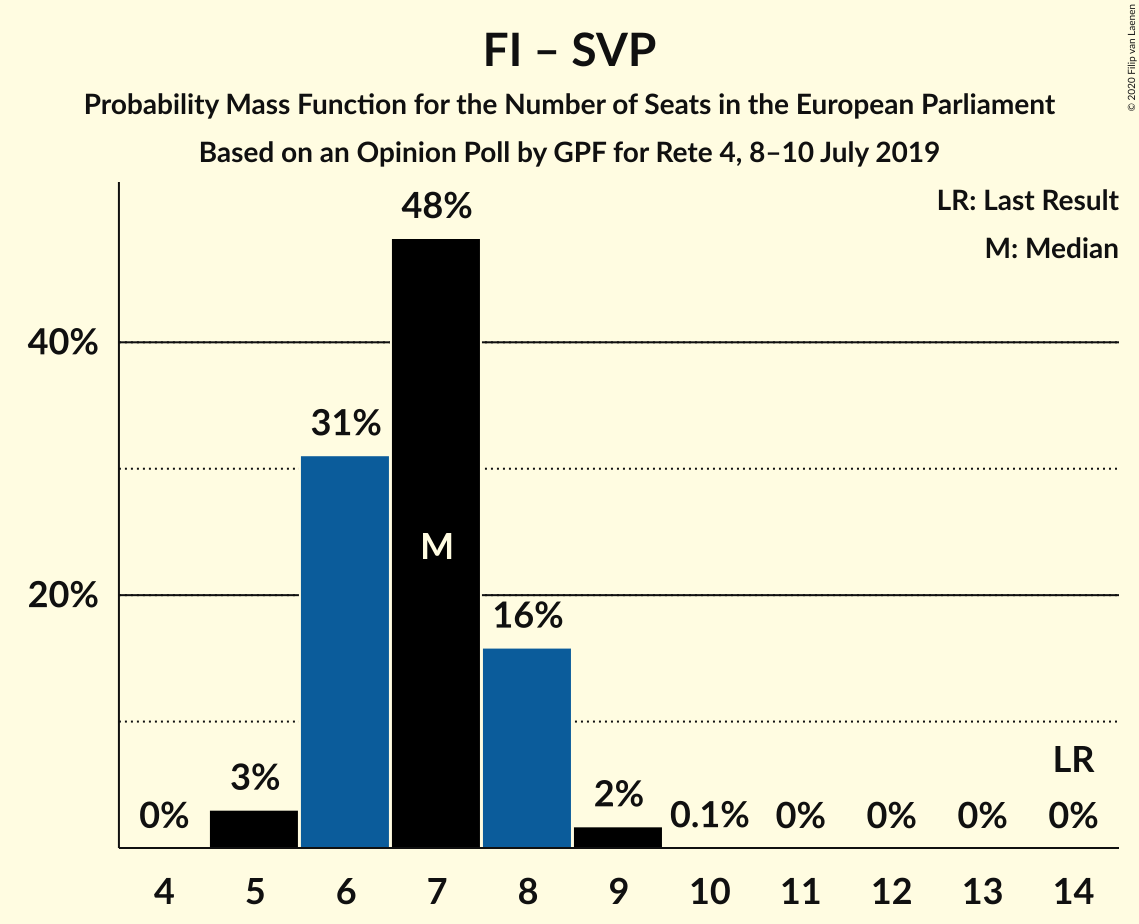 FI – SVP
Probability Mass Function for the Number of Seats in the European Parliament
Based on an Opinion Poll by GPF for Rete 4, 8–10 July 2019
© 2020 Filip van Laenen
LR: Last Result
M: Median
48%
40%
31%
M
20%
16%
LR
3%
2%
0%
0.1%
0%
0%
0%
0%
4 5 6 7 8 9 10 11 12 13 14